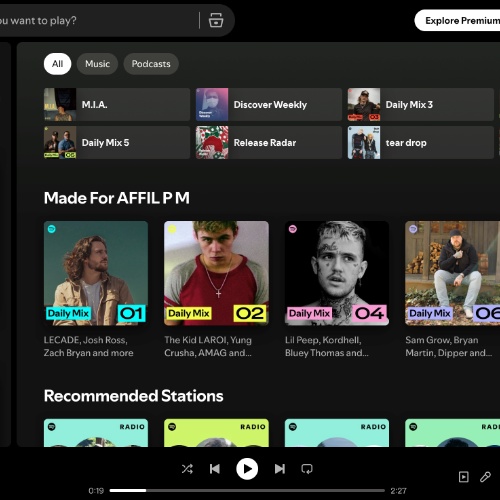 ou want to play?
Explore Premium
All
Music
Podcasts
M.I.A.
Discover Weekly
Daily Mix 3
Daily Mix 5
Release Radar
tear drop
Made For AFFIL P M
Daily Mix 01
Daily Mix 02
Daily Mix 04
Daily Mix 06
LECADE, Josh Ross,
Zach Bryan and more
The Kid LAROI, Yung
Crusha, AMAG and...
Lil Peep, Kordhell,
Bluey Thomas and...
Sam Grow, Bryan
Martin, Dipper and...
Recommended Stations
RADIO
RADIO
RADIO
RADIO
0:19
2:27